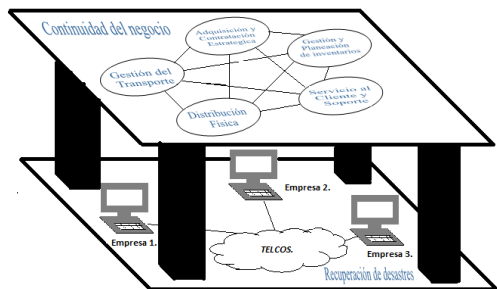 Continuidad del negocio
Adquisición y
Contratación
Estratégica
Gestión y
Planeación
de inventarios
Gestión del
Transporte
Servicio al
Cliente y
Soporte
Distribución
Física
Empresa 2.
Empresa 1.
TELCOS.
Empresa 3.
Recuperación de desastres